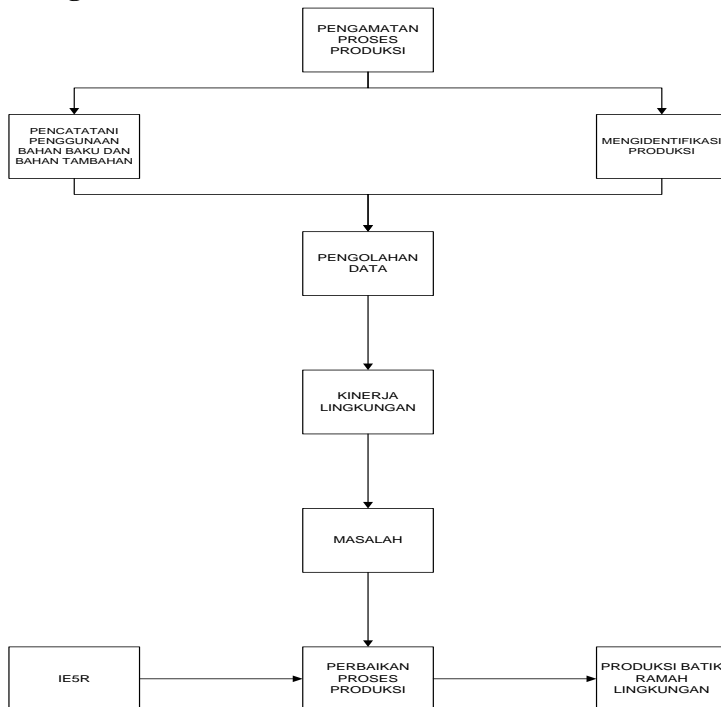 PENGAMATAN
PROSES
PRODUKSI
PENCATATANI
PENGGUNAAN
BAHAN BAKU DAN
BAHAN TAMBAHAN
MENGIDENTIFIKASI
PRODUKSI
PENGOLAHAN
DATA
KINERJA
LINGKUNGAN
MASALAH
IE5R
PERBAIKAN
PROSES
PRODUKSI
PRODUKSI BATIK
RAMAH
LINGKUNGAN